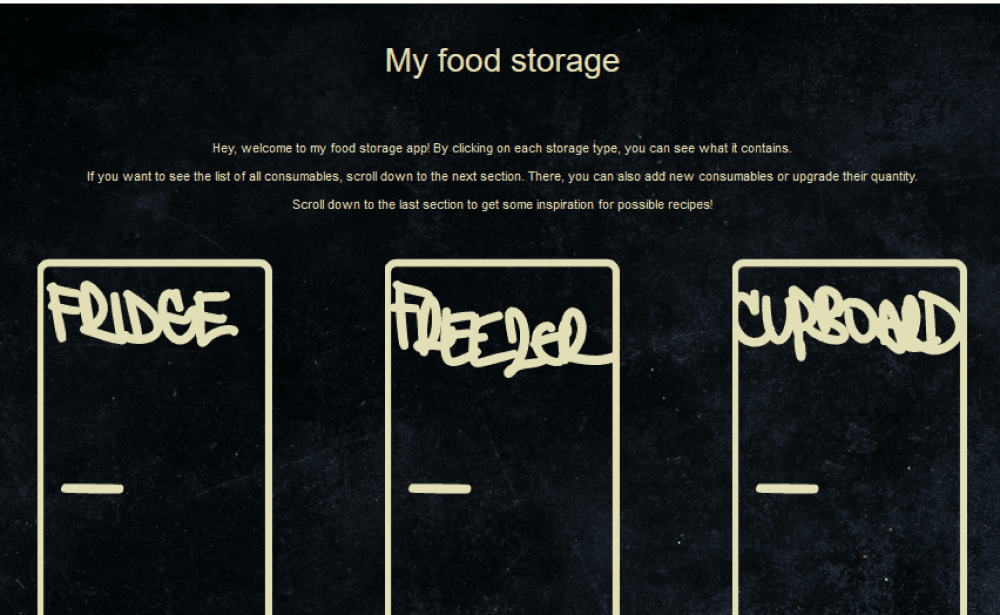 My food storage
Hey, welcome to my food storage app! By clicking on each storage type, you can see what it contains.
If you want to see the list of all consumables, scroll down to the next section. There, you can also add new consumables or upgrade their quantity.
Scroll down to the last section to get some inspiration for possible recipes!
FRIDGE
FREEZER
CUPBOARD